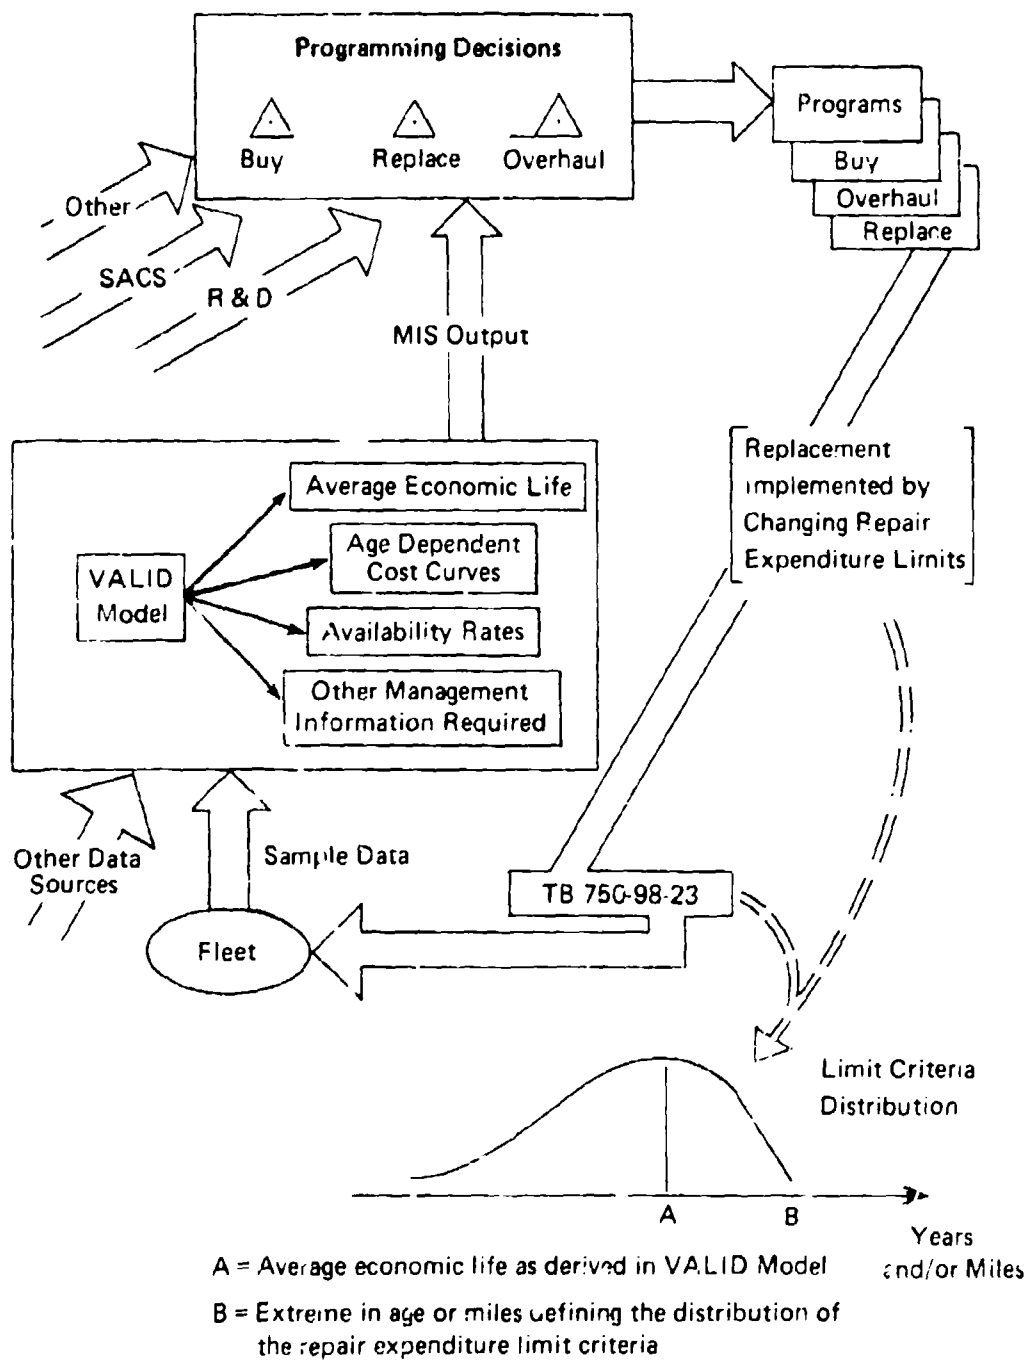 Programming Decisions
Buy
Replace
Overhaul
Programs
Buy
Overhaul
Replace
Other
SACS
R & D
MIS Output
Replacement
implemented by
Changing Repair
Expenditure Limits
VALID
Model
Average Economic Life
Age Dependent
Cost Curves
Availability Rates
Other Management
Information Required
Other Data
Sources
Sample Data
Fleet
TB 750-98-23
Limit Criteria
Distribution
A
B
Years
and/or Miles
A = Average economic life as derived in VALID Model
B = Extreme in age or miles defining the distribution of
the repair expenditure limit criteria